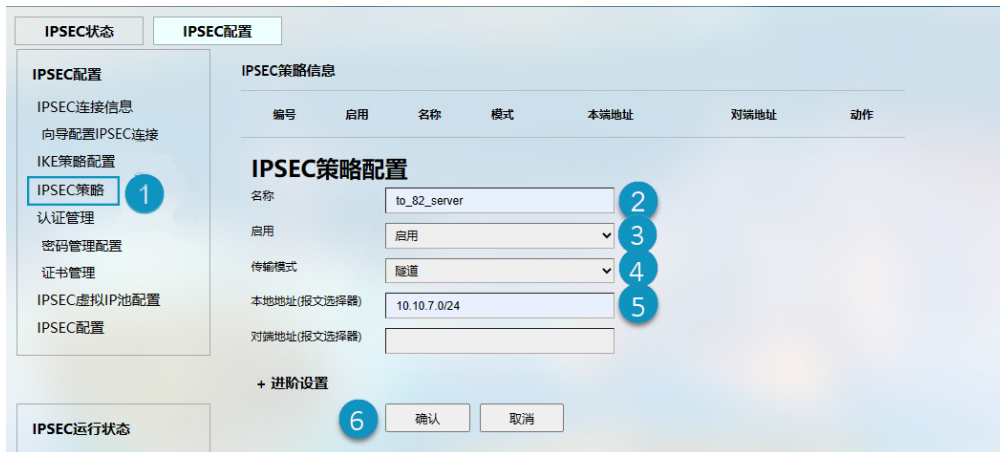 IPSEC状态 IPSEC配置
IPSEC配置
IPSEC连接信息
向导配置IPSEC连接
IKE策略配置
IPSEC策略 1
认证管理
密码管理配置
证书管理
IPSEC虚拟IP池配置
IPSEC配置
IPSEC运行状态
IPSEC策略信息
编号 启用 名称 模式 本端地址 对端地址 动作
IPSEC策略配置
名称 to_82_server 2
启用 启用 3
传输模式 隧道 4
本地地址(报文选择器) 10.10.7.0/24 5
对端地址(报文选择器)
+ 进阶设置
6 确认 取消